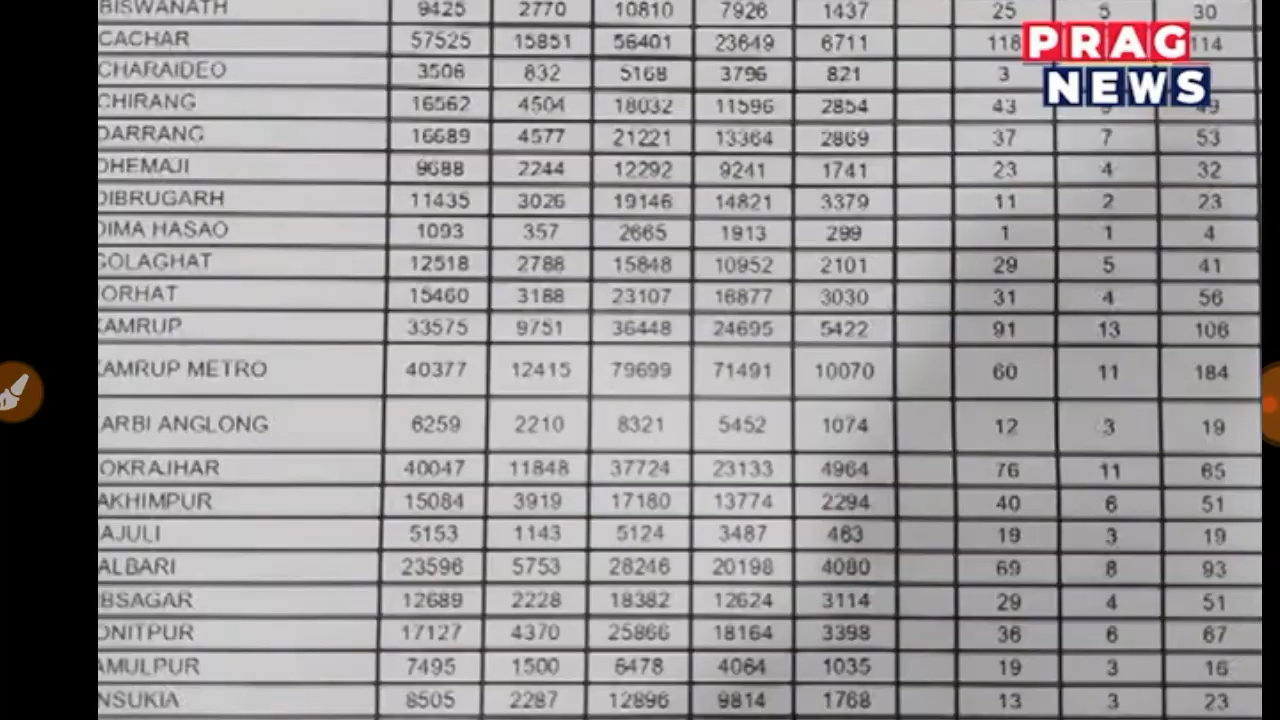 BISWANATH 9425 2770 10810 7926 1437 25 5 30
CACHAR 57525 15851 56401 23649 6711 118 114
CHARAIDEO 3506 832 5168 3796 821 3
CHIRANG 16562 4504 18032 11596 2854 43 49
DARRANG 16689 4577 21221 13364 2869 37 7 53
DHEMAJI 9688 2244 12292 9241 1741 23 4 32
DIBRUGARH 11435 3026 19146 14821 3379 11 2 23
DIMA HASAO 1093 357 2665 1913 299 1 1 4
GOLAGHAT 12518 2788 15848 10952 2101 29 5 41
ORHAT 15460 3188 23107 16877 3030 31 4 56
KAMRUP 33575 9751 36448 24695 5422 91 13 106
AMRUP METRO 40377 12415 79699 71491 10070 60 11 184
ARBI ANGLONG 6259 2210 8321 5452 1074 12 3 19
OKRAJHAR 40047 11848 37724 23133 4964 76 11 65
AKHIMPUR 15084 3919 17180 13774 2294 40 6 51
AJULI 5153 1143 5124 3487 463 19 3 19
ALBARI 23596 5753 28246 20198 4080 69 8 93
BSAGAR 12689 2228 18382 12624 3114 29 4 51
ONITPUR 17127 4370 25866 18164 3398 36 6 67
AMULPUR 7495 1500 6478 4064 1035 19 3 16
NSUKIA 8505 2287 12896 9814 1768 13 3 23
PRAG
NEWS